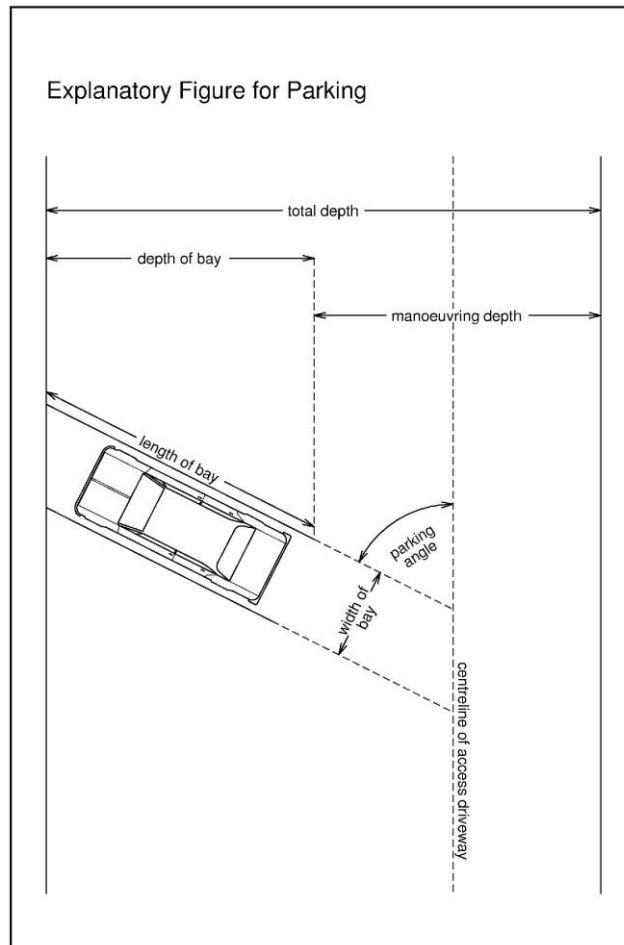 Explanatory Figure for Parking
total depth
depth of bay
manoeuvring depth
length of bay
parking
angle
width of
bay
centreline of access driveway